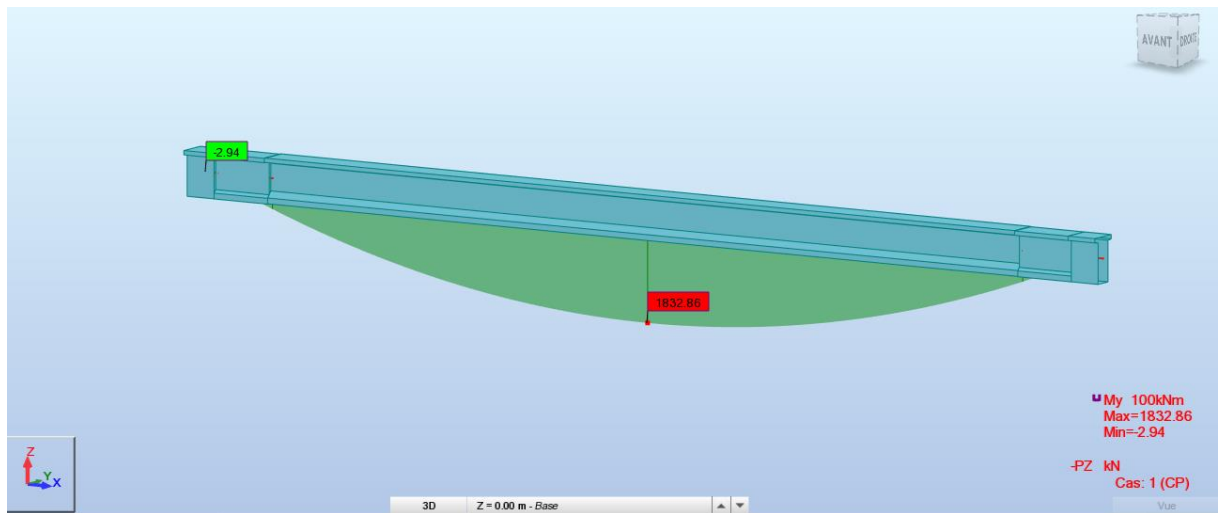 AVANT DROITE
-2.94
1832.86
My 100kNm
Max=1832.86
Min=-2.94
-PZ kN
Cas: 1 (CP)
Z
Y
X
3D Z = 0.00 m - Base
Vue